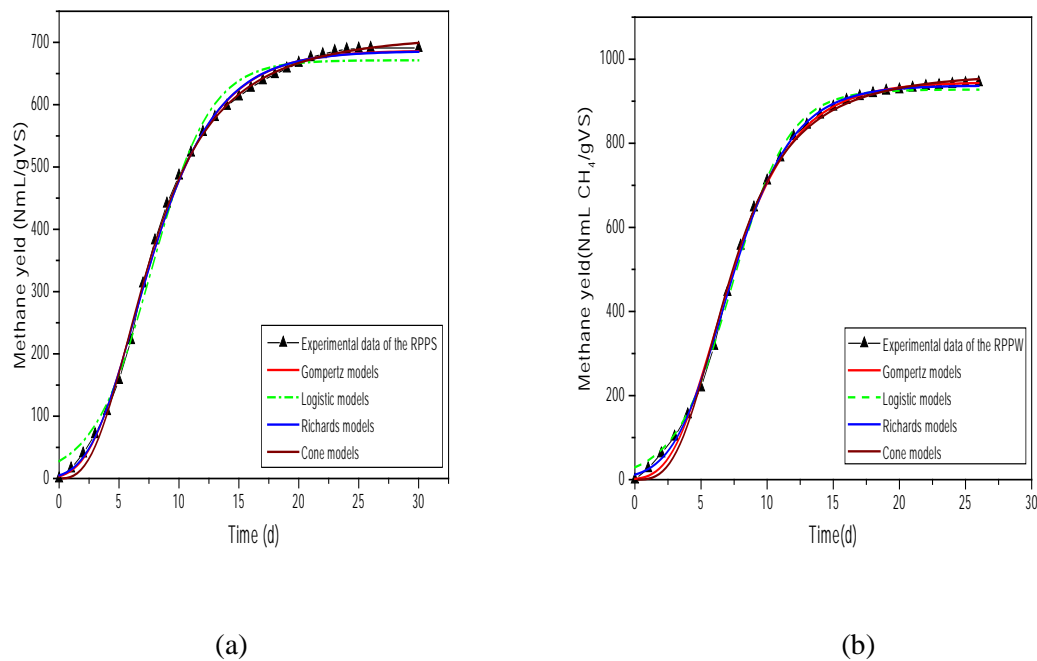 700
600
500
400
300
200
100
0
Methane yeld (NmL/gVS)
Experimental data of the RPPS
Gompertz models
Logistic models
Richards models
Cone models
0 5 10 15 20 25 30
Time (d)
(a)
1000
800
600
400
200
0
Methane yeld(NmL CH₄/gVS)
Experimental data of the RPPW
Gompertz models
Logistic models
Richards models
Cone models
0 5 10 15 20 25 30
Time(d)
(b)